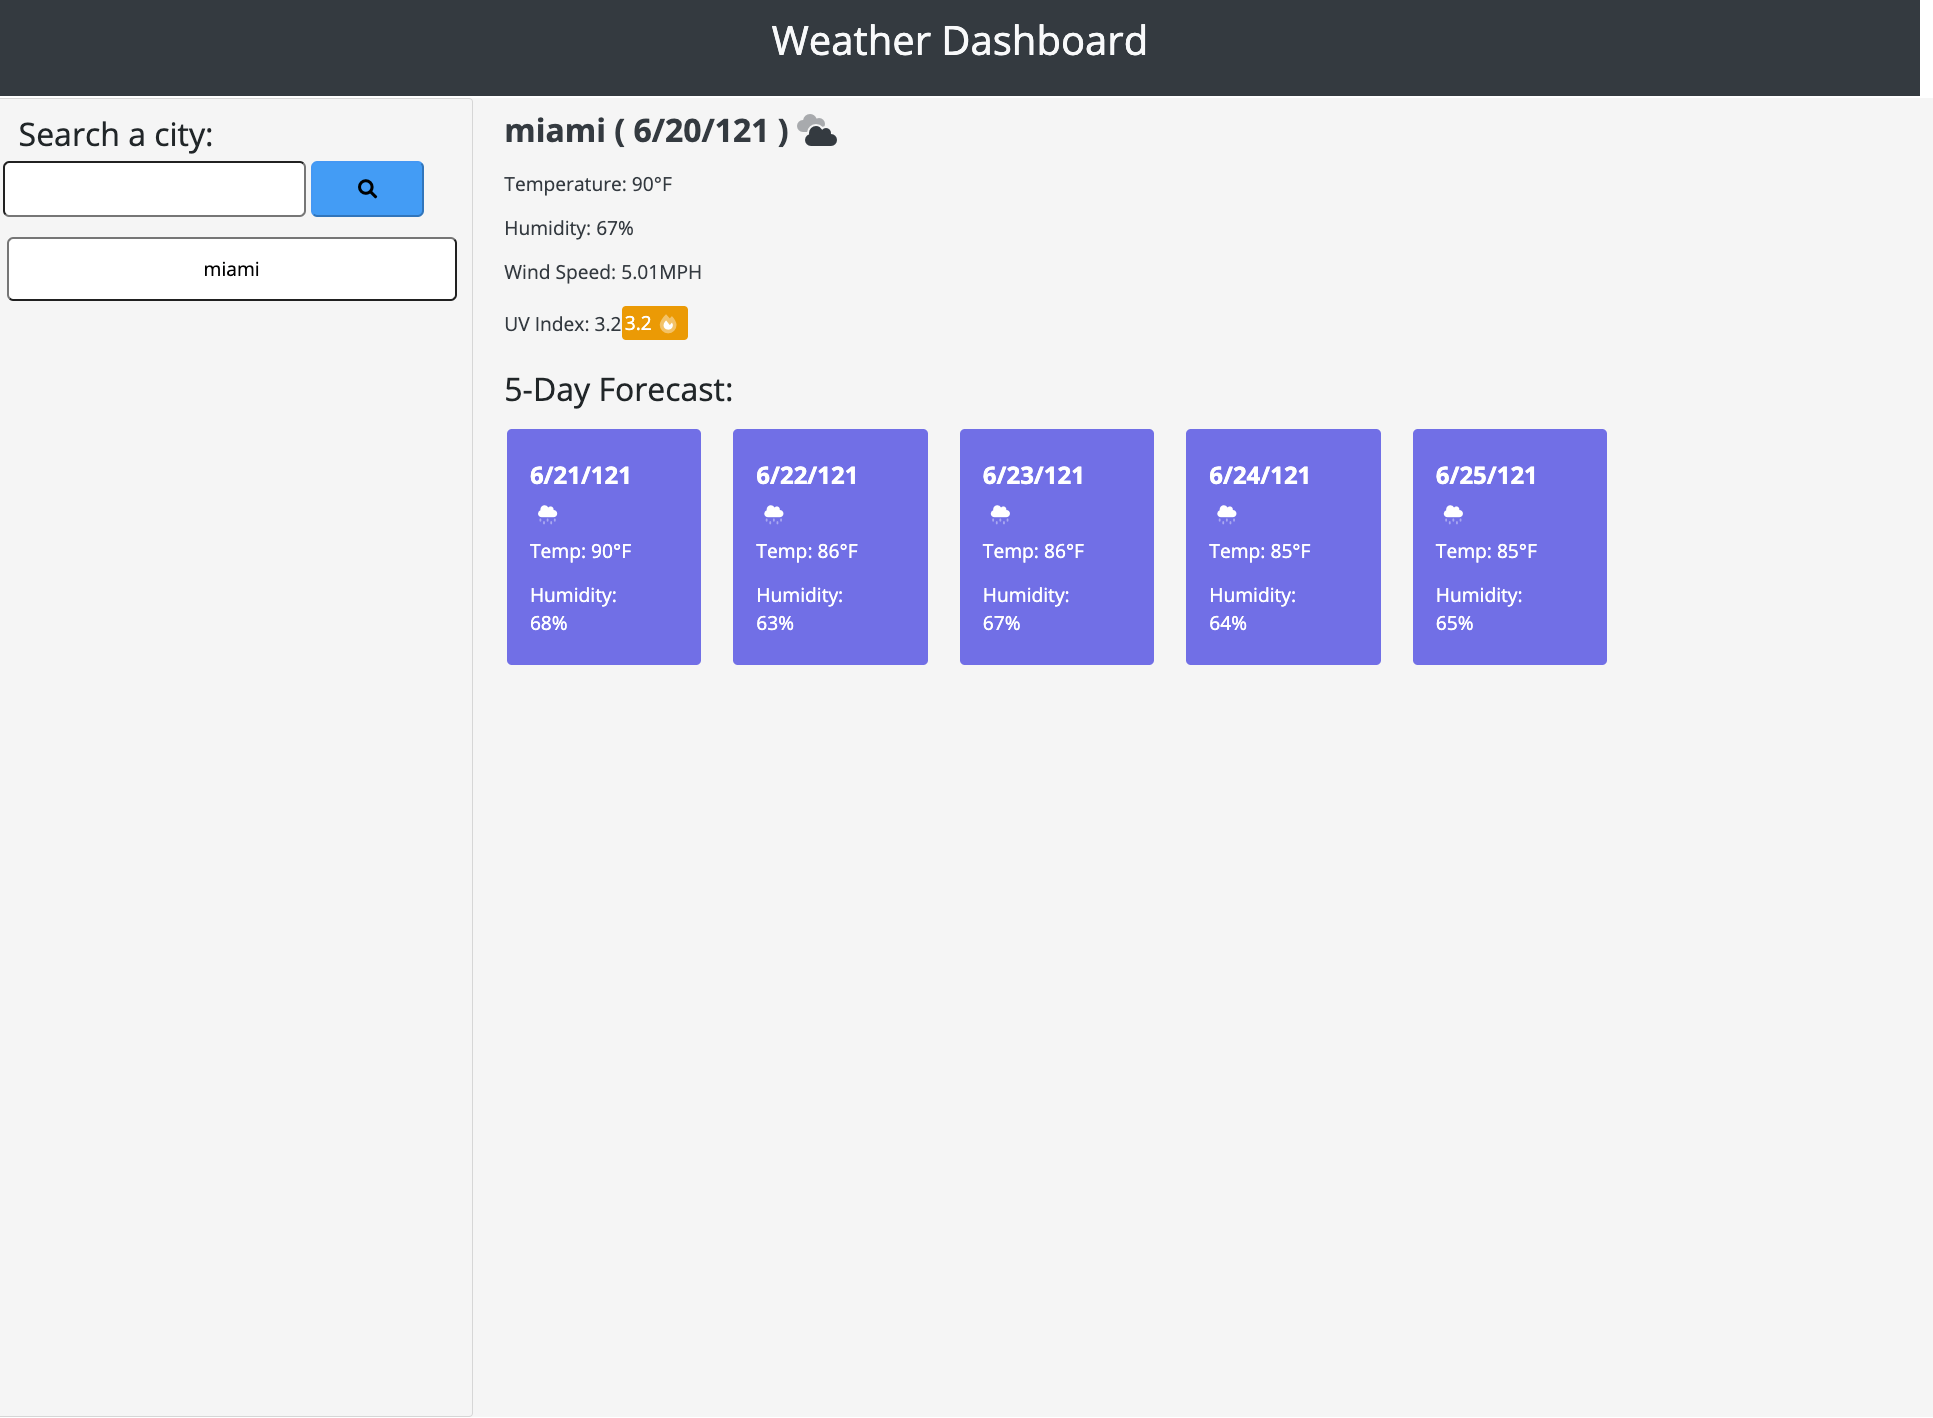 Weather Dashboard
Search a city:
miami
miami ( 6/20/121 )
Temperature: 90°F
Humidity: 67%
Wind Speed: 5.01MPH
UV Index: 3.2 3.2
5-Day Forecast:
6/21/121
Temp: 90°F
Humidity:
68%
6/22/121
Temp: 86°F
Humidity:
63%
6/23/121
Temp: 86°F
Humidity:
67%
6/24/121
Temp: 85°F
Humidity:
64%
6/25/121
Temp: 85°F
Humidity:
65%